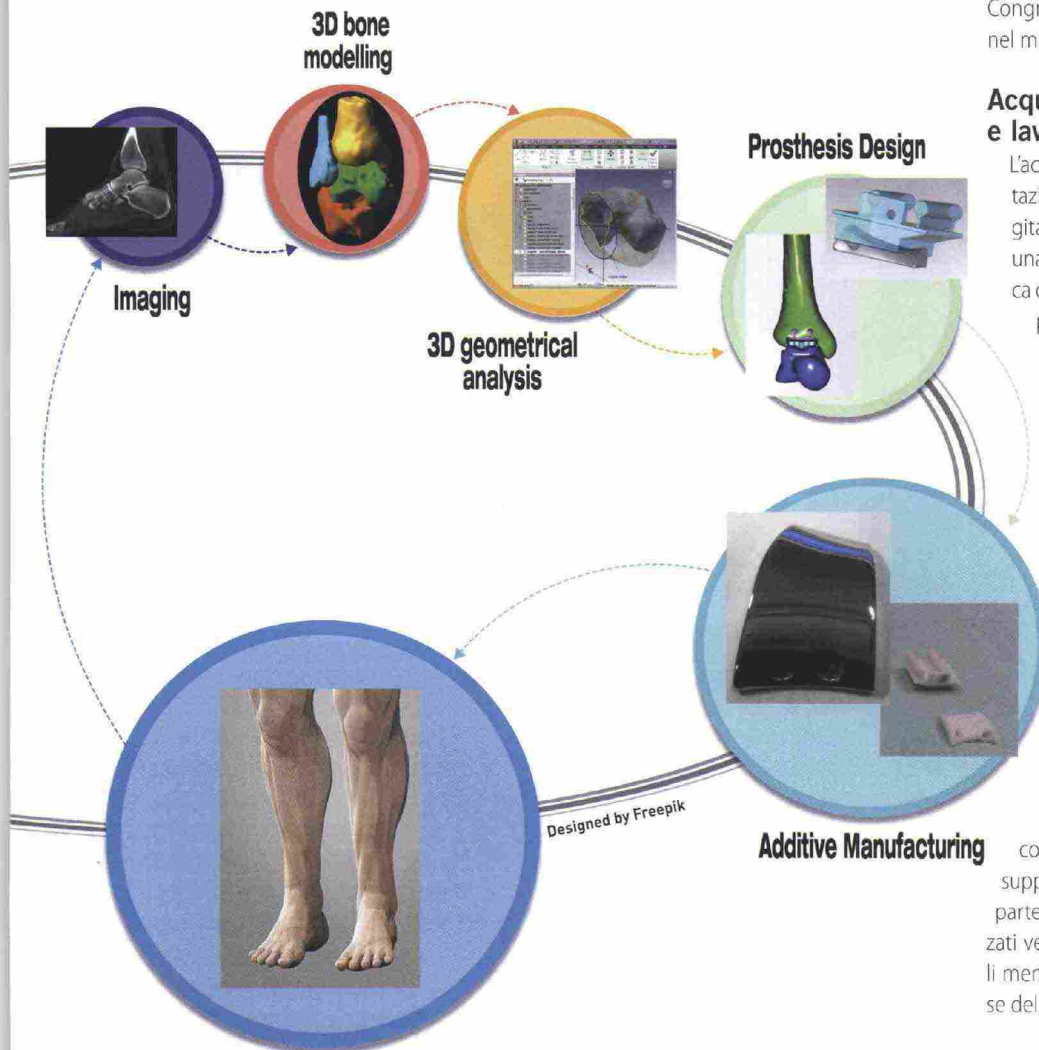 3D bone
modelling
Imaging
3D geometrical
analysis
Prosthesis Design
Additive Manufacturing
Designed by Freepik
Congr
nel m
Acqu
e lav
L'ac
tazi
gita
una
ca
p
co
supp
parte
zati ve
li men
se del